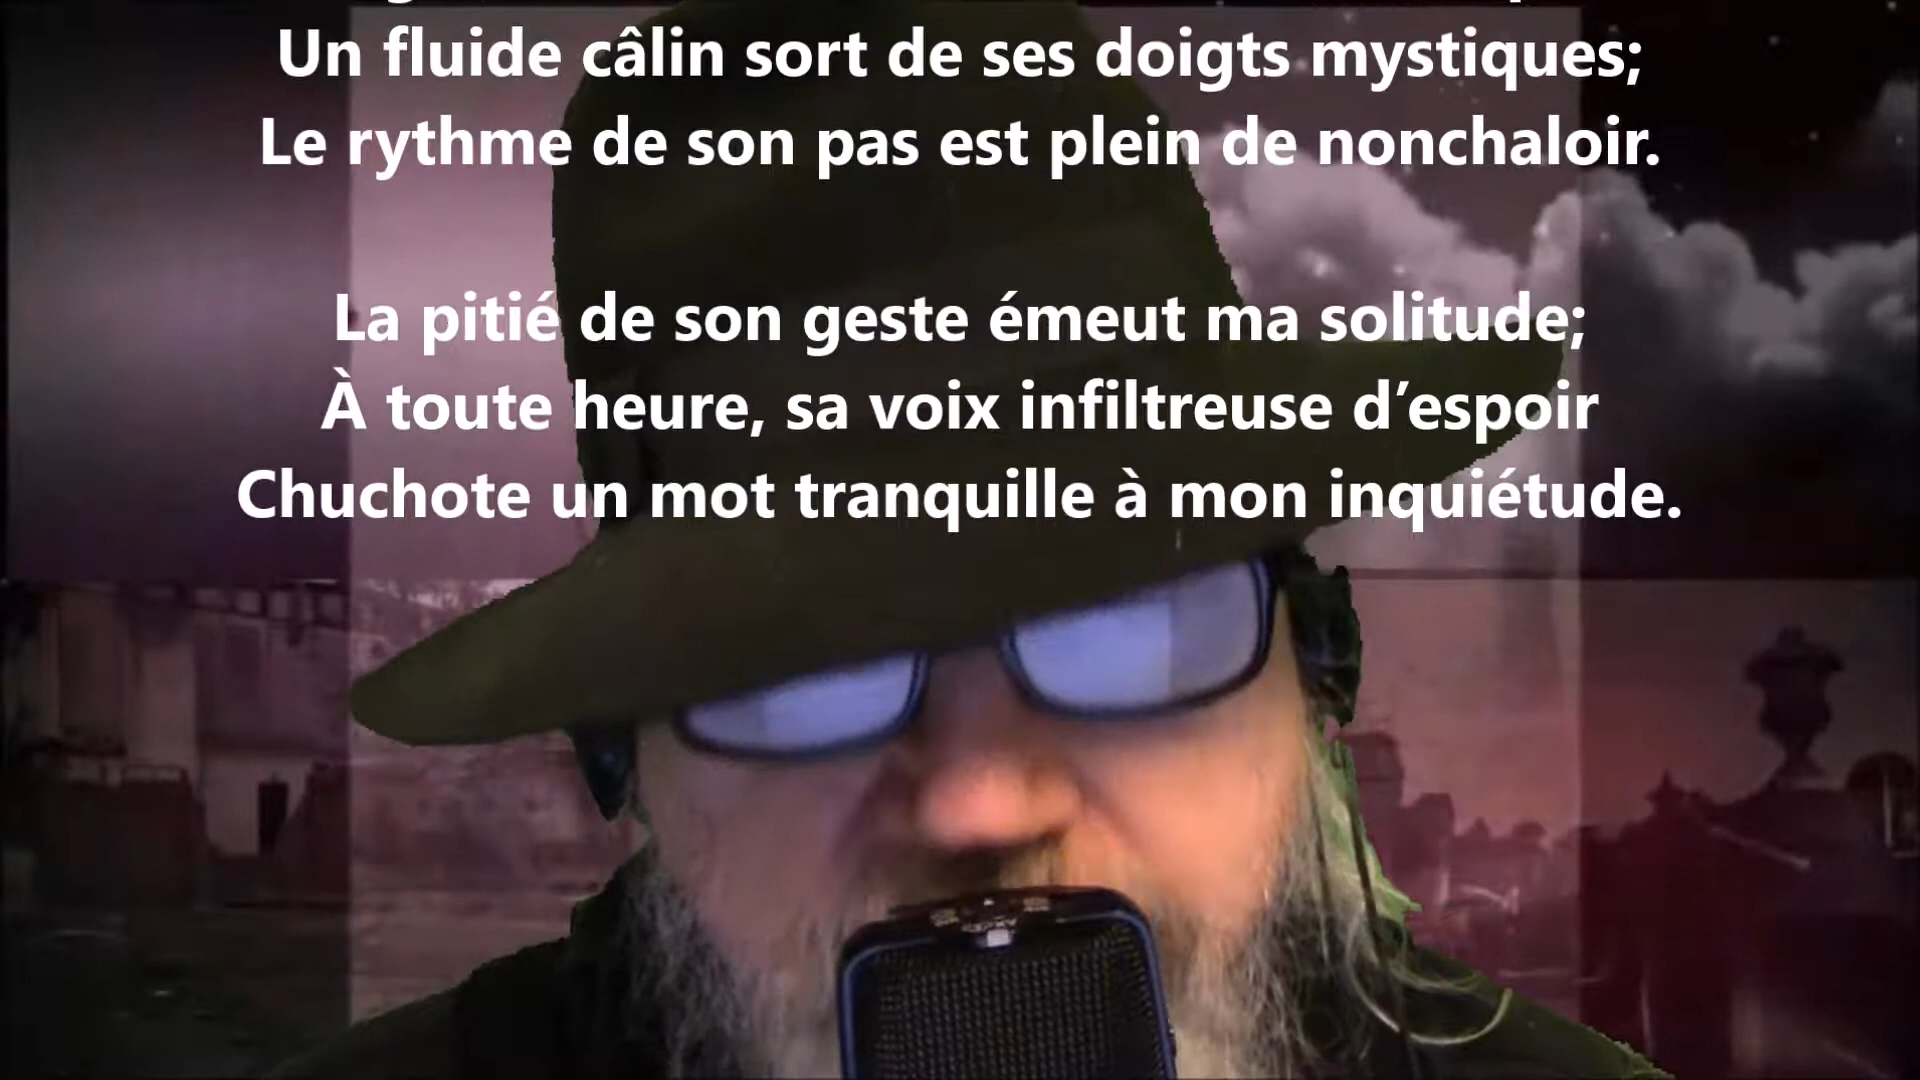 Un fluide câlin sort de ses doigts mystiques;
Le rythme de son pas est plein de nonchaloir.
La pitié de son geste émeut ma solitude;
À toute heure, sa voix infiltreuse d’espoir
Chuchote un mot tranquille à mon inquiétude.